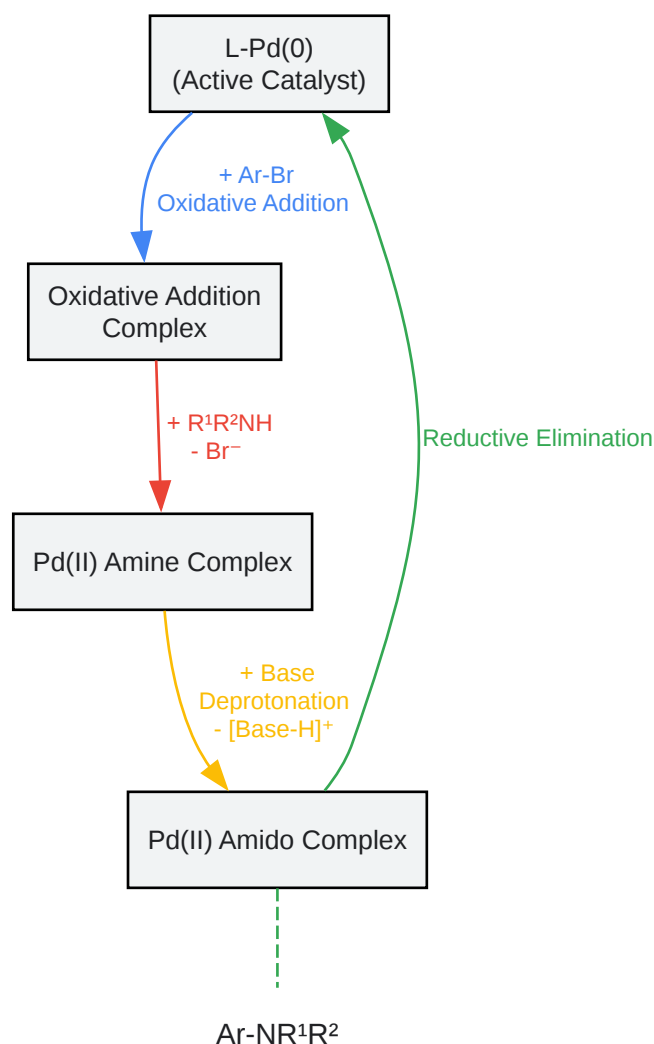 L-Pd(0)
(Active Catalyst)
+ Ar-Br
Oxidative Addition
Oxidative Addition
Complex
+ R¹R²NH
- Br⁻
Reductive Elimination
Pd(II) Amine Complex
+ Base
Deprotonation
- [Base-H]⁺
Pd(II) Amido Complex
Ar-NR¹R²